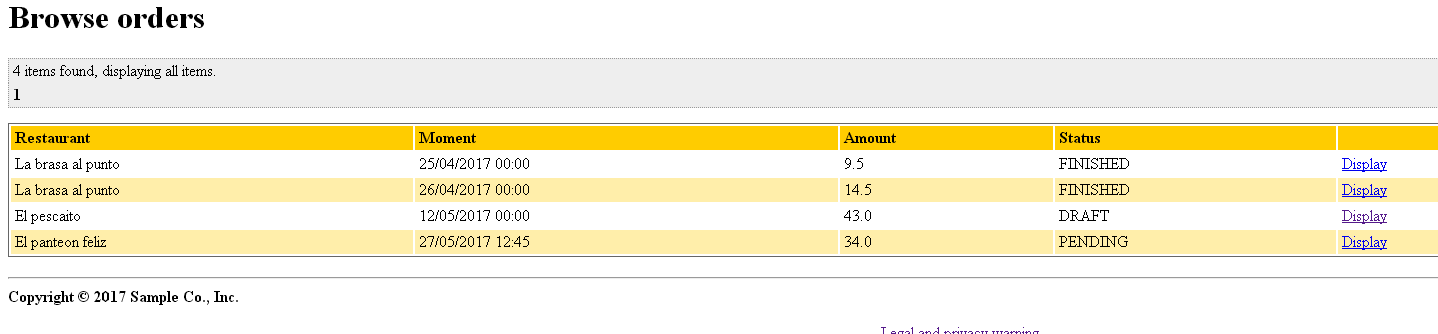 Browse orders
4 items found, displaying all items.
1
Restaurant Moment Amount Status
La brasa al punto 25/04/2017 00:00 9.5 FINISHED Display
La brasa al punto 26/04/2017 00:00 14.5 FINISHED Display
El pescaito 12/05/2017 00:00 43.0 DRAFT Display
El panteon feliz 27/05/2017 12:45 34.0 PENDING Display
Copyright © 2017 Sample Co., Inc.
Legal and privacy warning